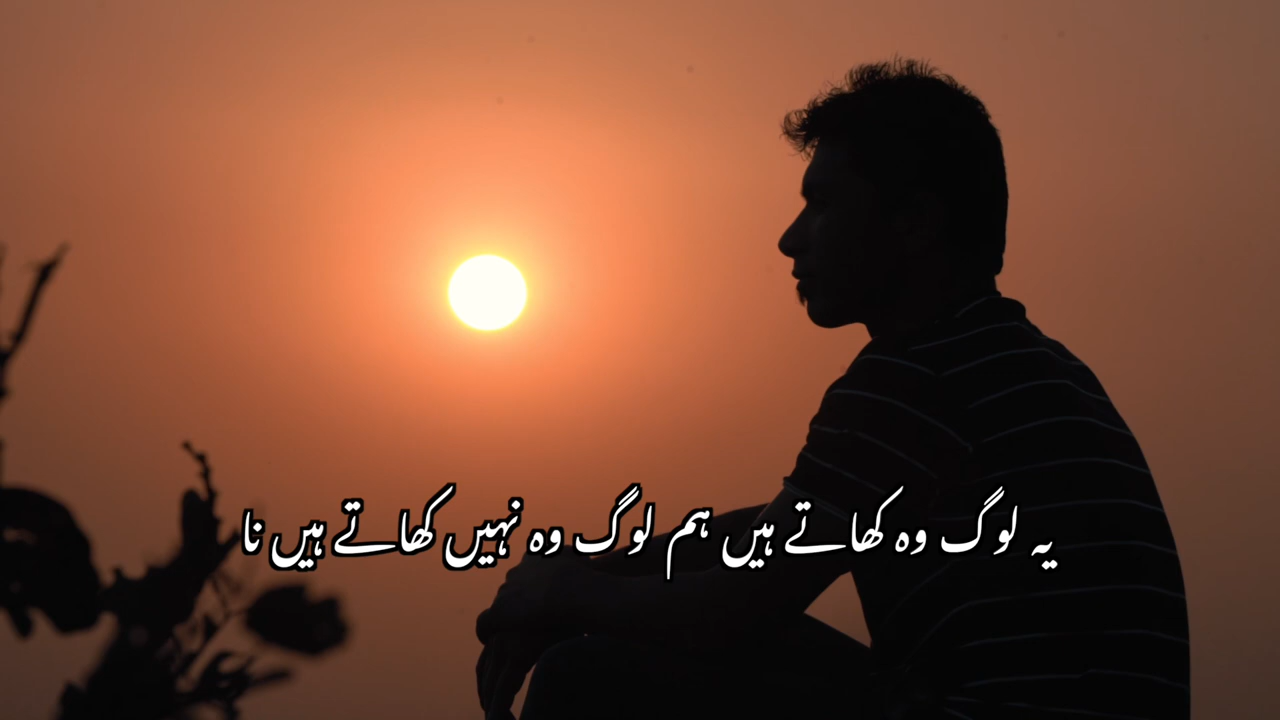 یہ لوگ وہ کھاتے ہیں ہم لوگ وہ نہیں کھاتے ہیں نا